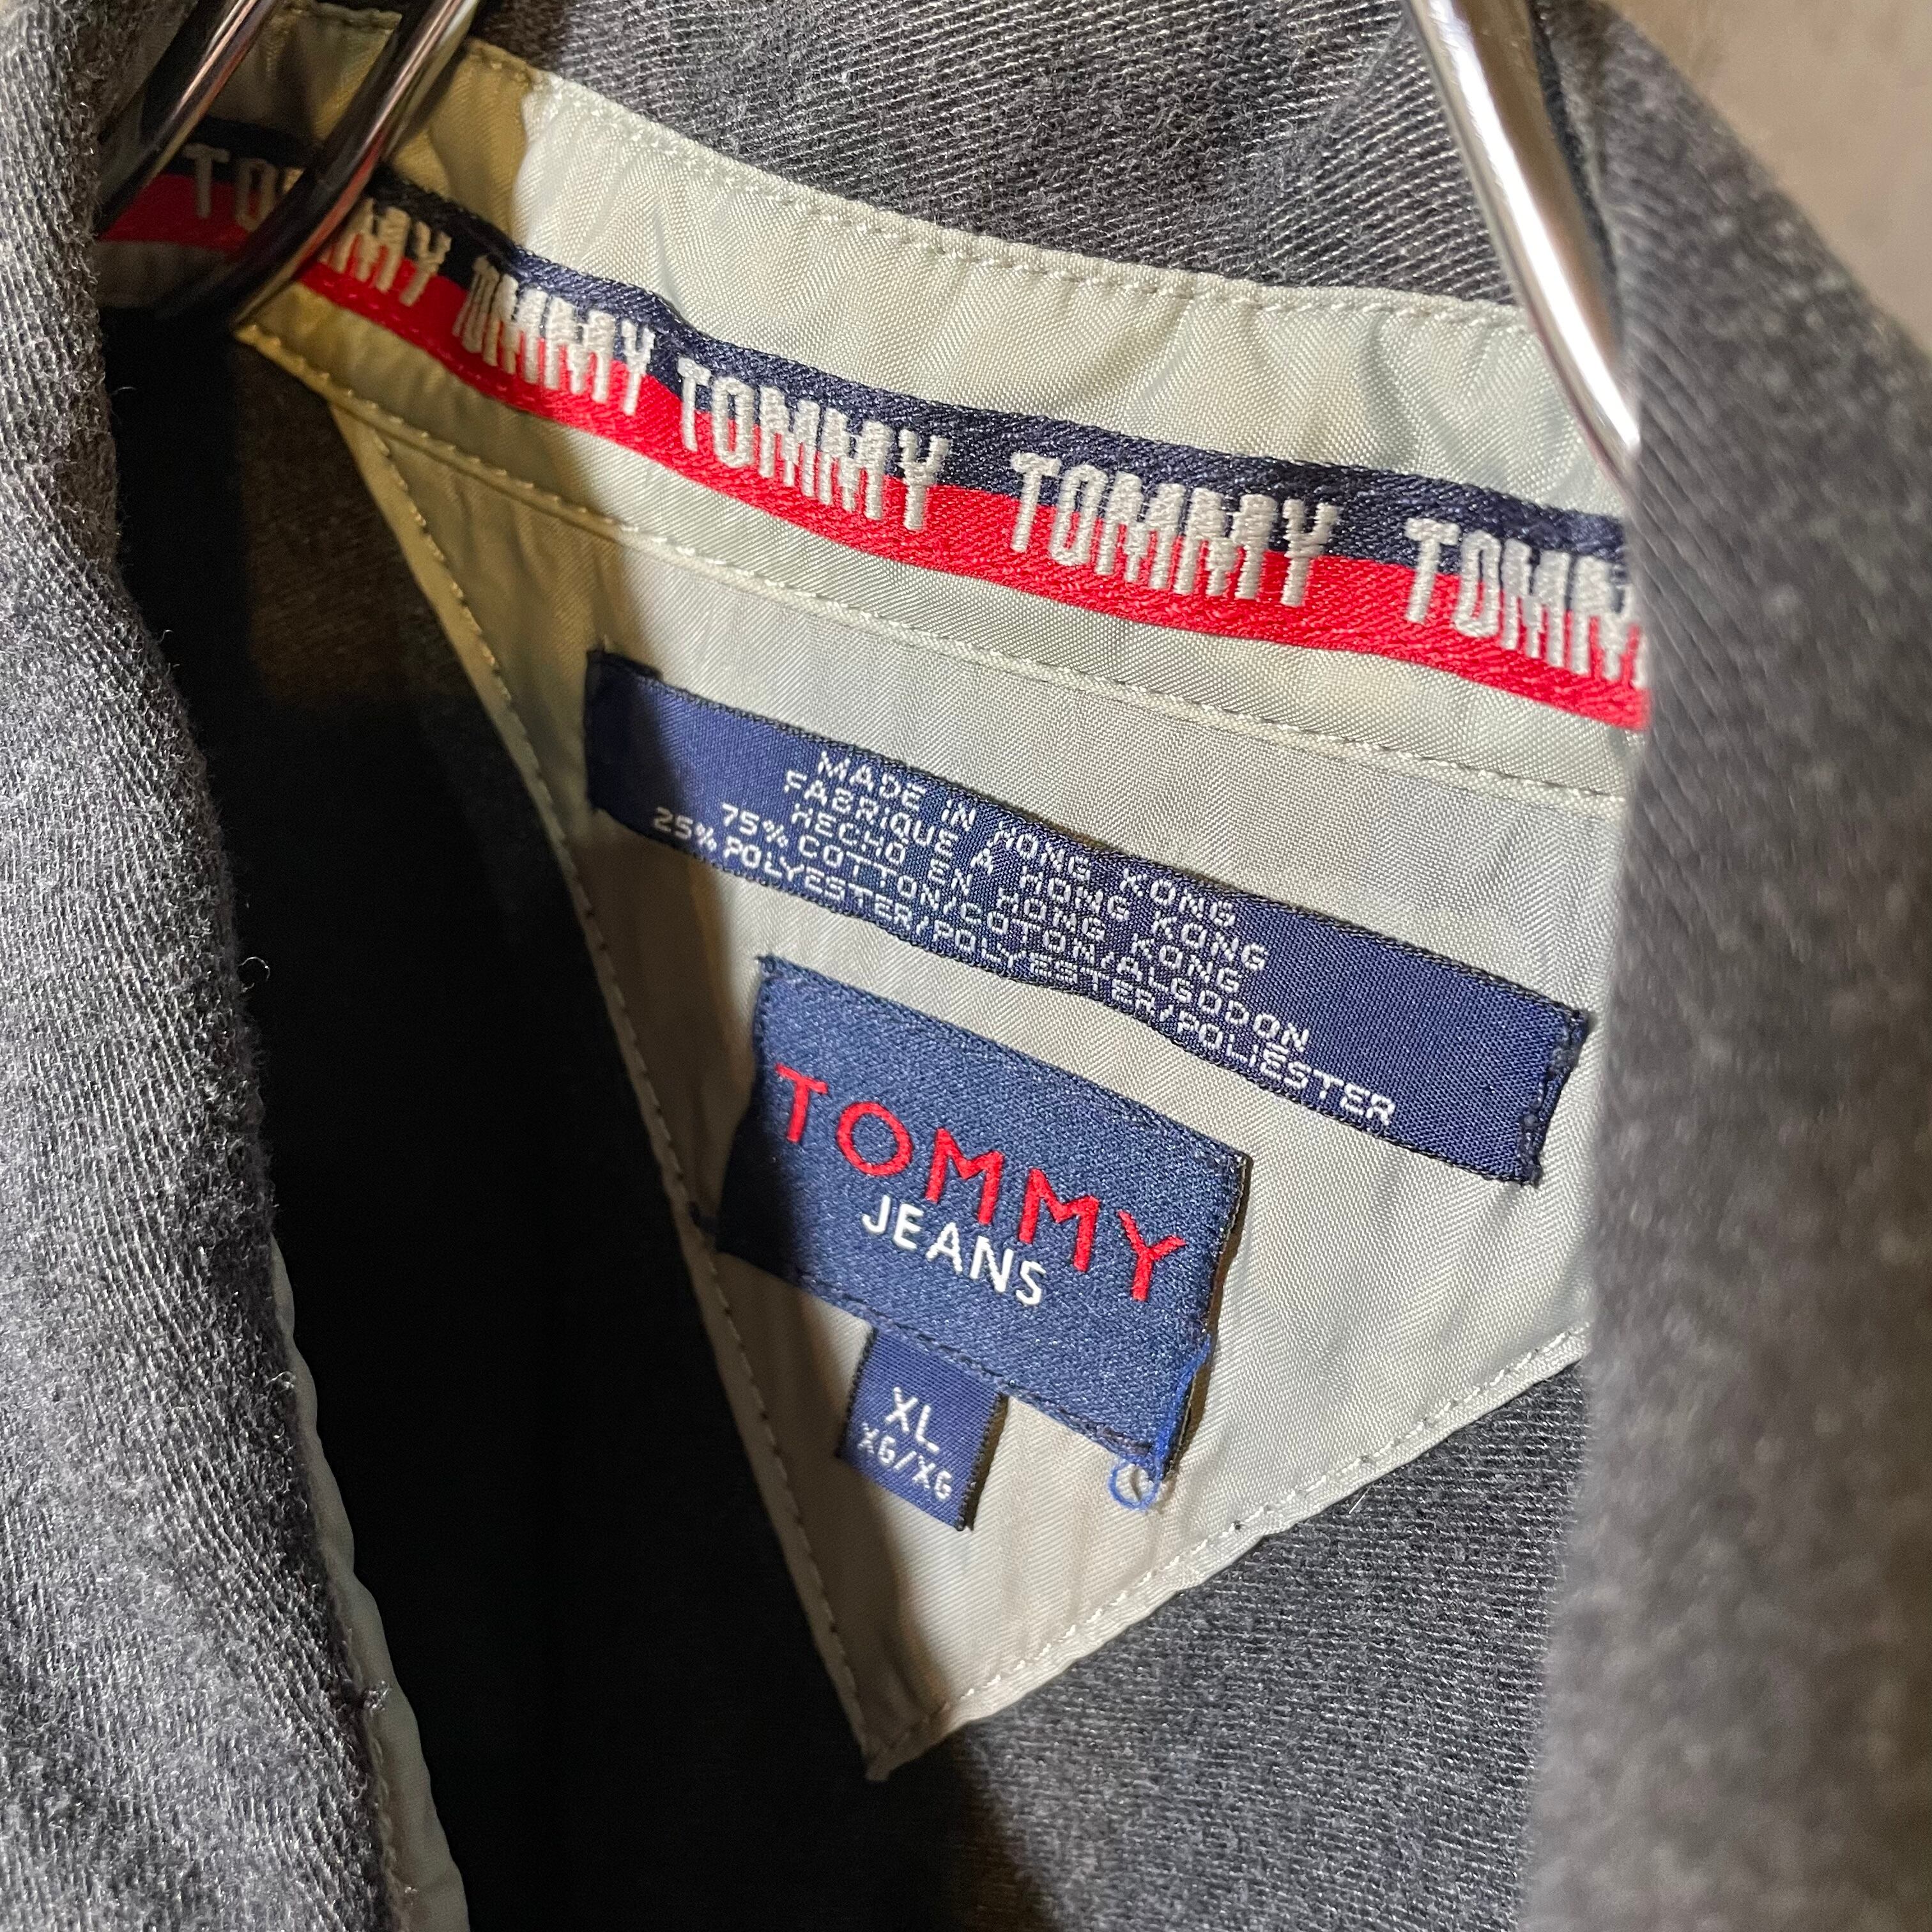 TOMMY TOMMY TOMMY TOMMY TOMMY
MADE IN HONG KONG
FABRIQUE A HONG KONG
HECHO EN HONG KONG
75% COTTON/COTON/ALGODON
25% POLYESTER/POLYESTER/POLIESTER
TOMMY
JEANS
XL
XG/XG